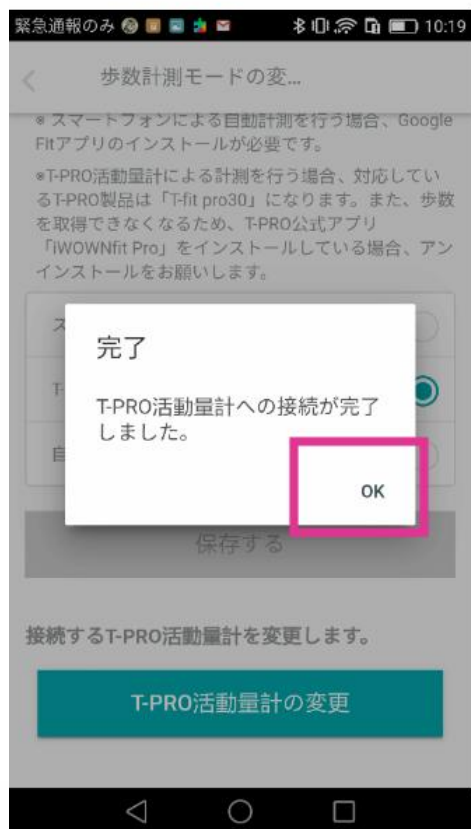 緊急通報のみ 10:19
歩数計測モードの変...
※スマートフォンによる自動計測を行う場合、Google
Fitアプリのインストールが必要です。
※T-PRO活動量計による計測を行う場合、対応してい
るT-PRO製品は「T-fit pro30」になります。また、歩数
を取得できなくなるため、T-PRO公式アプリ
「iWOWNfit Pro」をインストールしている場合、アン
インストールをお願いします。
ス
完了
T-
T-PRO活動量計への接続が完了
しました。
自
OK
保存する
接続するT-PRO活動量計を変更します。
T-PRO活動量計の変更